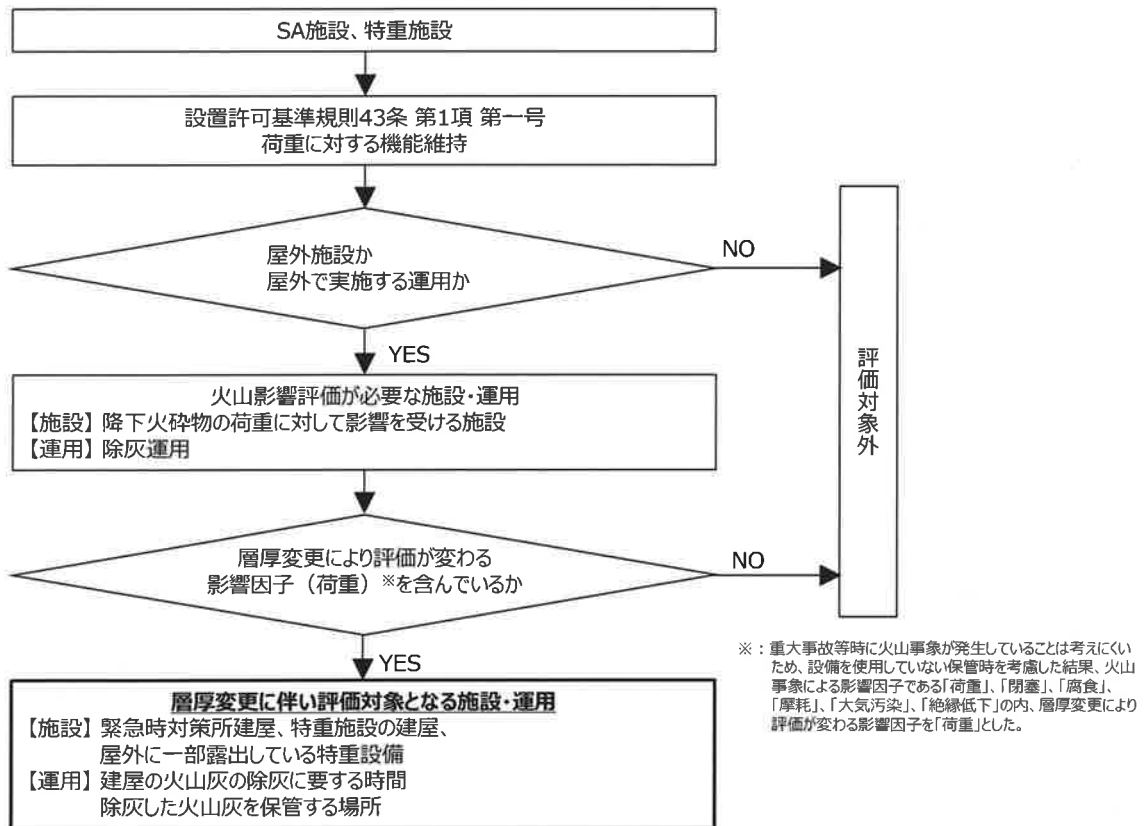 SA施設、特重施設
設置許可基準規則43条 第1項 第一号
荷重に対する機能維持
屋外施設か
屋外で実施する運用か
NO
YES
火山影響評価が必要な施設・運用
【施設】降下火砕物の荷重に対して影響を受ける施設
【運用】除灰運用
層厚変更により評価が変わる
影響因子（荷重）※を含んでいるか
NO
YES
評価対象外
層厚変更に伴い評価対象となる施設・運用
【施設】緊急時対策所建屋、特重施設の建屋、
屋外に一部露出している特重設備
【運用】建屋の火山灰の除灰に要する時間
除灰した火山灰を保管する場所
※：重大事故等時に火山事象が発生していることは考えにくい
ため、設備を使用していない保管時を考慮した結果、火山
事象による影響因子である「荷重」、「閉塞」、「腐食」、
「摩耗」、「大気汚染」、「絶縁低下」の内、層厚変更により
評価が変わる影響因子を「荷重」とした。